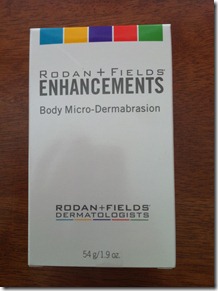 RODAN + FIELDS
ENHANCEMENTS
Body Micro-Dermabrasion
RODAN+FIELDS
DERMATOLOGISTS
54 g/1.9 oz.